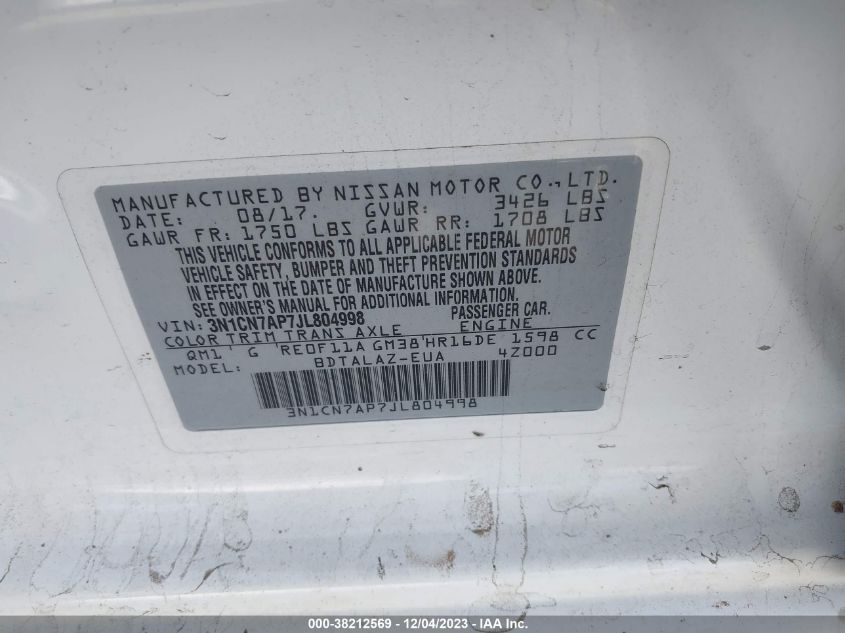 MANUFACTURED BY NISSAN MOTOR CO., LTD.
DATE: 08/17. GVWR: 3426 LBS
GAWR FR: 1750 LBS GAWR RR: 1708 LBS
THIS VEHICLE CONFORMS TO ALL APPLICABLE FEDERAL MOTOR
VEHICLE SAFETY, BUMPER AND THEFT PREVENTION STANDARDS
IN EFFECT ON THE DATE OF MANUFACTURE SHOWN ABOVE.
SEE OWNER'S MANUAL FOR ADDITIONAL INFORMATION.
VIN: 3N1CN7AP7JL804998 PASSENGER CAR.
COLOR TRIM TRANS AXLE ENGINE
QM1 G RE0F11A GM38 HR16DE 1598 CC
MODEL: BDTALAZ-EUA 4Z000
3N1CN7AP7JL804998
000-38212569 - 12/04/2023 - IAA Inc.